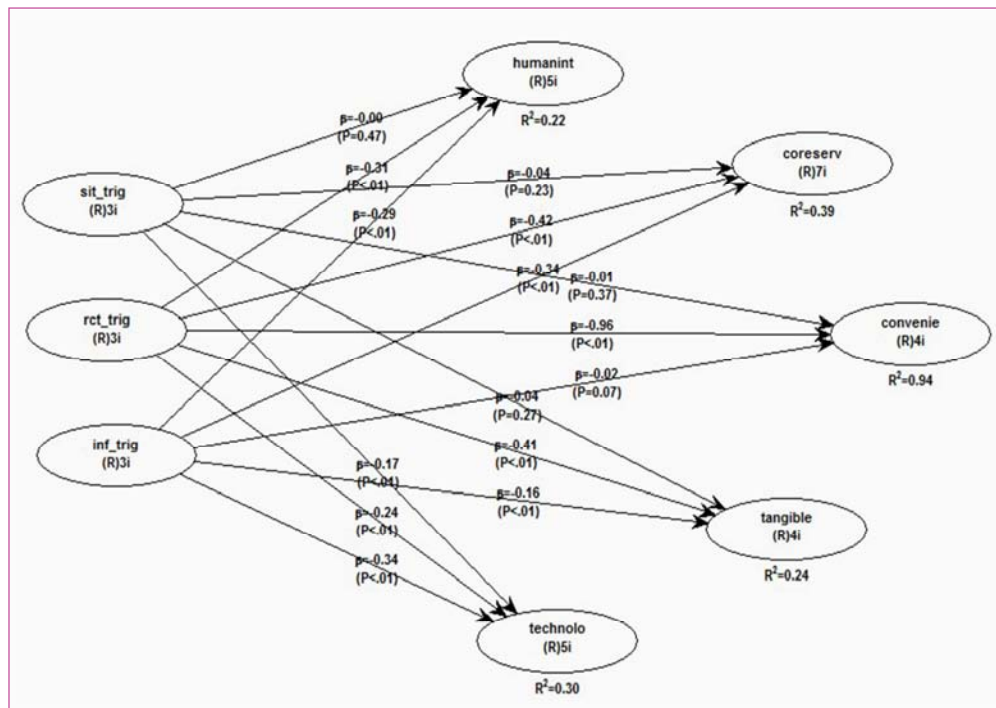 humanint
(R)5i
R²=0.22
β=-0.00
(P=0.47)
coreserv
(R)7i
R²=0.39
β=-0.31
(P<.01)
β=-0.04
(P=0.23)
sit_trig
(R)3i
β=-0.29
(P<.01)
β=-0.42
(P<.01)
β=-0.34
(P<.01)
β=-0.01
(P=0.37)
rct_trig
(R)3i
convenie
(R)4i
R²=0.94
β=-0.96
(P<.01)
β=-0.02
(P=0.07)
β=-0.04
(P=0.27)
inf_trig
(R)3i
β=-0.41
(P<.01)
β=-0.17
(P<.01)
β=-0.16
(P<.01)
tangible
(R)4i
R²=0.24
β=-0.24
(P<.01)
β=-0.34
(P<.01)
technolo
(R)5i
R²=0.30